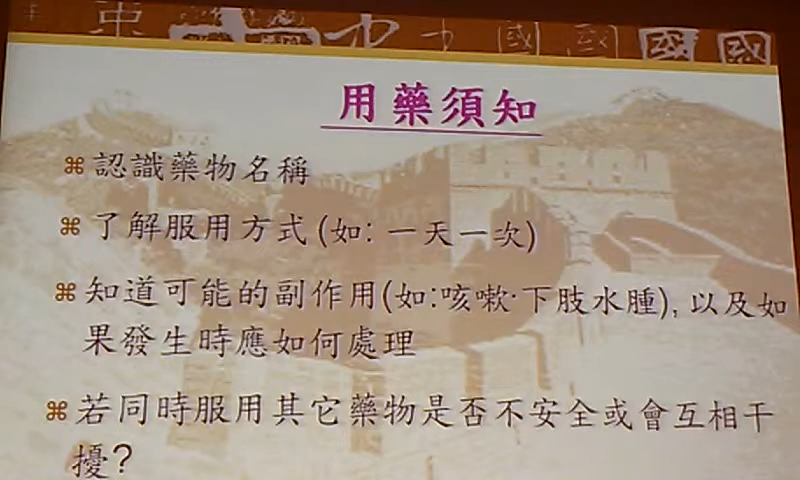 用藥須知
⌘認識藥物名稱
⌘了解服用方式(如: 一天一次)
⌘知道可能的副作用(如:咳嗽·下肢水腫), 以及如
果發生時應如何處理
⌘若同時服用其它藥物是否不安全或會互相干
擾?